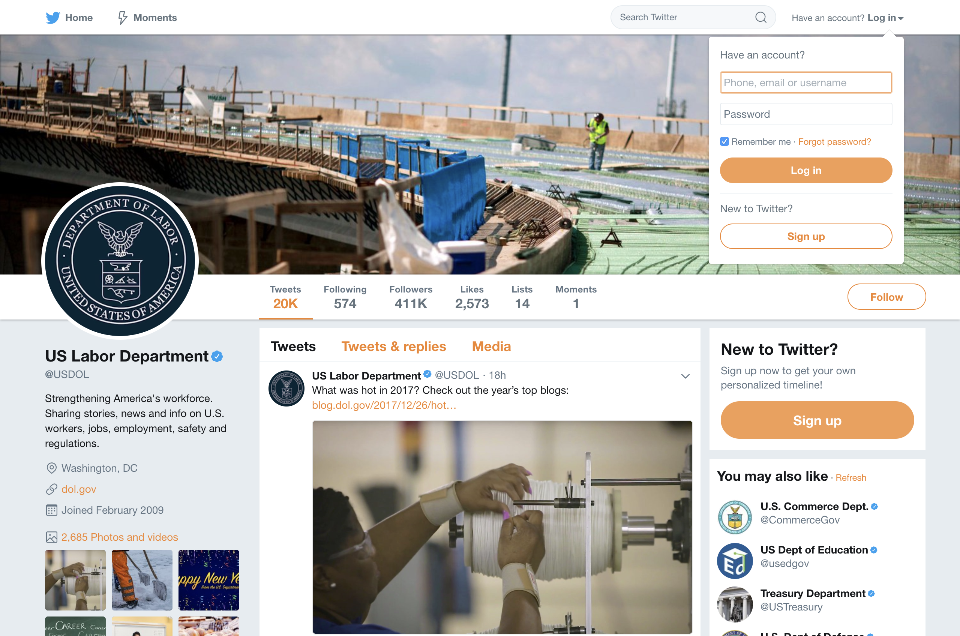 Home
Moments
Search Twitter
Have an account? Log in
Have an account?
Phone, email or username
Password
Remember me · Forgot password?
Log in
New to Twitter?
Sign up
DEPARTMENT OF LABOR
UNITED STATES OF AMERICA
Tweets
20K
Following
574
Followers
411K
Likes
2,573
Lists
14
Moments
1
Follow
US Labor Department
@USDOL
Strengthening America's workforce.
Sharing stories, news and info on U.S.
workers, jobs, employment, safety and
regulations.
Washington, DC
dol.gov
Joined February 2009
2,685 Photos and videos
Tweets
Tweets & replies
Media
US Labor Department @USDOL · 18h
What was hot in 2017? Check out the year's top blogs:
blog.dol.gov/2017/12/26/hot…
New to Twitter?
Sign up now to get your own
personalized timeline!
Sign up
You may also like · Refresh
U.S. Commerce Dept.
@CommerceGov
Ed
US Dept of Education
@usedgov
Treasury Department
@USTreasury
U.S. Dept of Defense
ppy New Ye
CAREER